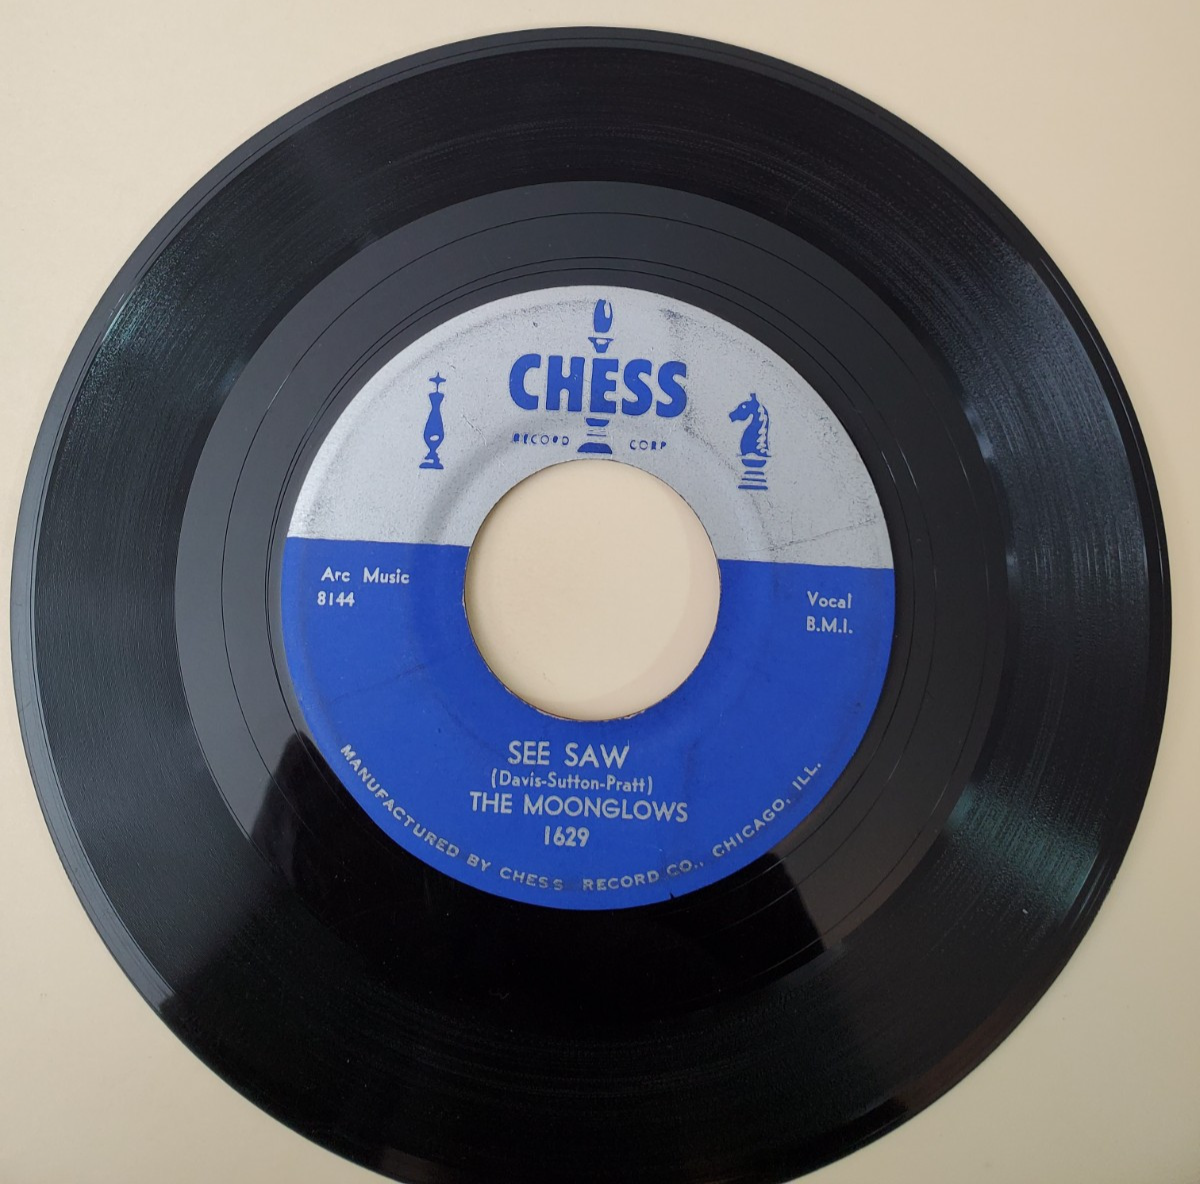 CHESS
RECORD CORP
Arc Music
8144
Vocal
B.M.I.
SEE SAW
(Davis-Sutton-Pratt)
THE MOONGLOWS
1629
MANUFACTURED BY CHESS RECORD CO., CHICAGO, ILL.